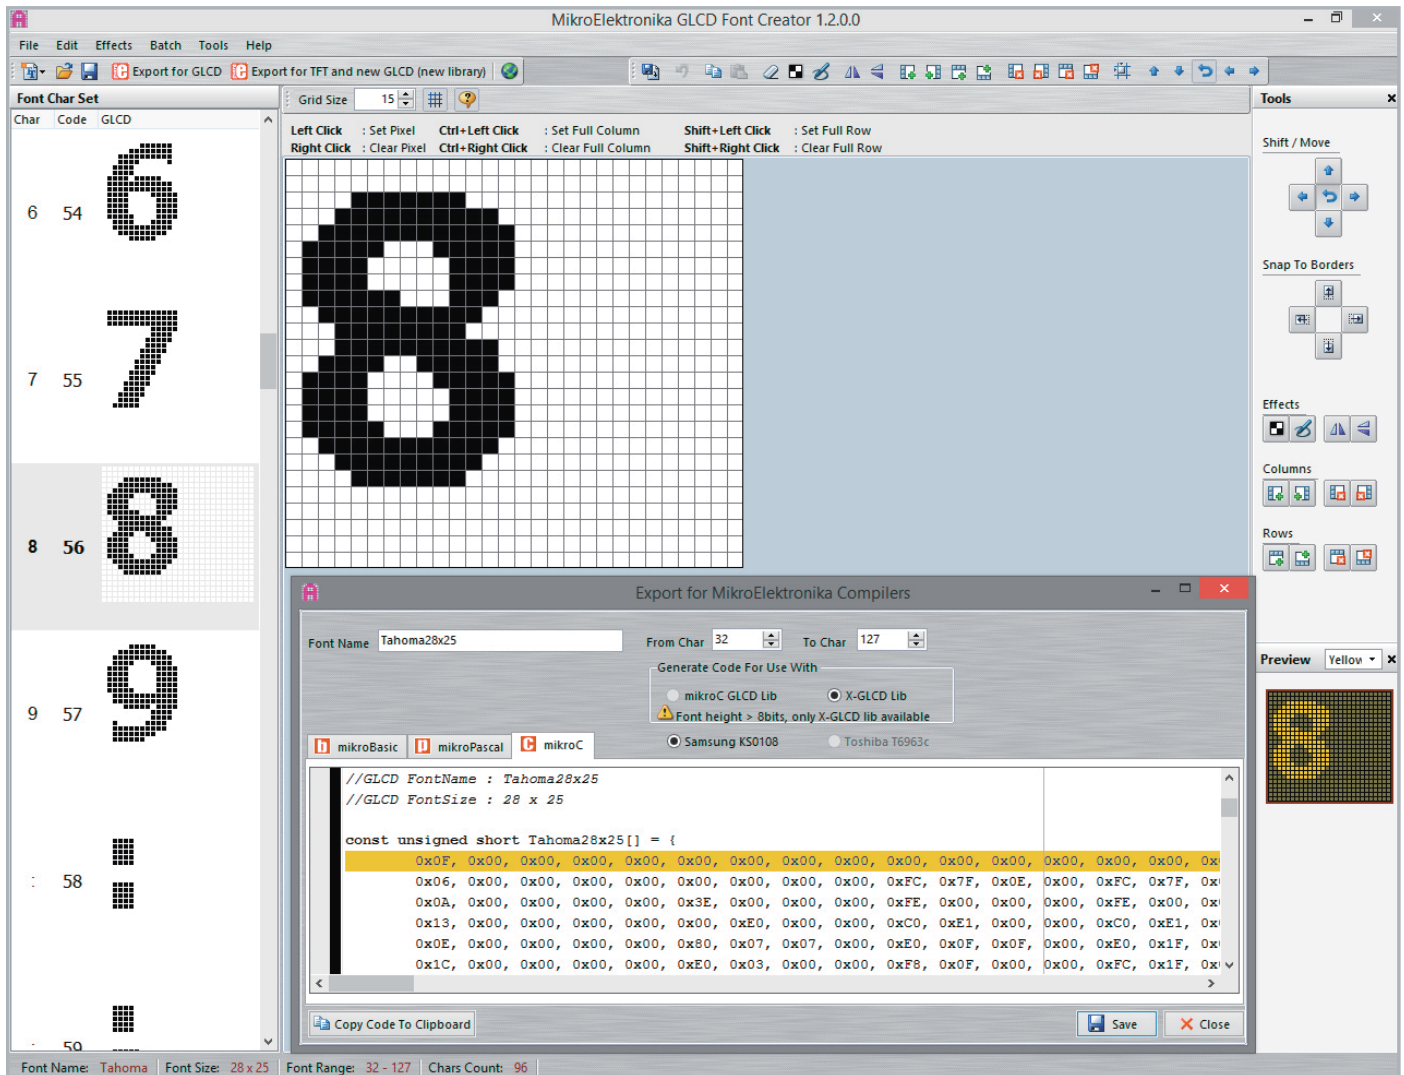 MikroElektronika GLCD Font Creator 1.2.0.0
File Edit Effects Batch Tools Help
Export for GLCD Export for TFT and new GLCD (new library)
Font Char Set
Char Code GLCD
6 54
7 55
8 56
9 57
: 58
Grid Size 15
Left Click : Set Pixel Ctrl+Left Click : Set Full Column Shift+Left Click : Set Full Row
Right Click : Clear Pixel Ctrl+Right Click : Clear Full Column Shift+Right Click : Clear Full Row
Tools
Shift / Move
Snap To Borders
Effects
Columns
Rows
Preview Yellow
Export for MikroElektronika Compilers
Font Name Tahoma28x25 From Char 32 To Char 127
Generate Code For Use With
mikroC GLCD Lib X-GLCD Lib
Font height > 8bits, only X-GLCD lib available
Samsung KS0108 Toshiba T6963c
mikroBasic mikroPascal mikroC
//GLCD FontName : Tahoma28x25
//GLCD FontSize : 28 x 25
const unsigned short Tahoma28x25[] = {
0x0F, 0x00, 0x00, 0x00, 0x00, 0x00, 0x00, 0x00, 0x00, 0x00, 0x00, 0x00, 0x00, 0x00, 0x00,
0x06, 0x00, 0x00, 0x00, 0x00, 0x00, 0x00, 0x00, 0x00, 0xFC, 0x7F, 0x0E, 0x00, 0xFC, 0x7F,
0x0A, 0x00, 0x00, 0x00, 0x00, 0x3E, 0x00, 0x00, 0x00, 0xFE, 0x00, 0x00, 0x00, 0xFE, 0x00,
0x13, 0x00, 0x00, 0x00, 0x00, 0x00, 0xE0, 0x00, 0x00, 0xC0, 0xE1, 0x00, 0x00, 0xC0, 0xE1,
0x0E, 0x00, 0x00, 0x00, 0x00, 0x80, 0x07, 0x07, 0x00, 0xE0, 0x0F, 0x0F, 0x00, 0xE0, 0x1F,
0x1C, 0x00, 0x00, 0x00, 0x00, 0xE0, 0x03, 0x00, 0x00, 0xF8, 0x0F, 0x00, 0x00, 0xFC, 0x1F,
Copy Code To Clipboard Save Close
Font Name: Tahoma Font Size: 28 x 25 Font Range: 32 - 127 Chars Count: 96